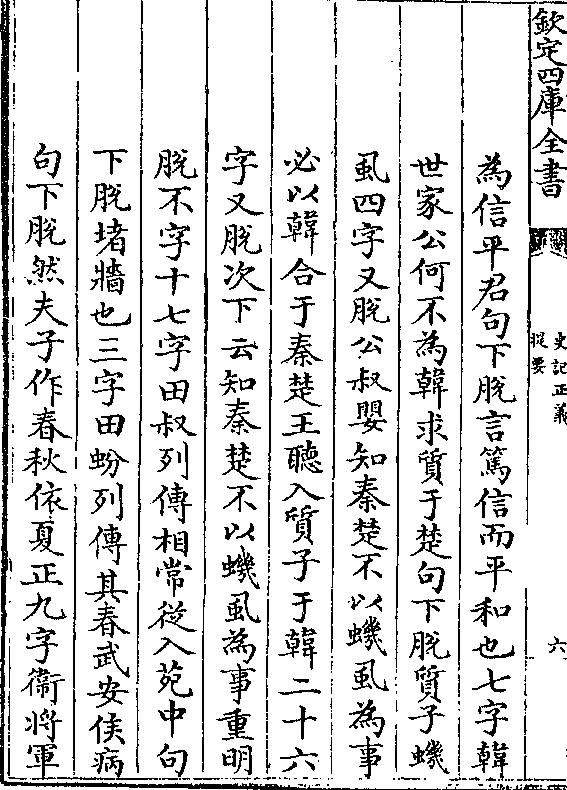 欽定四庫全書
史記正義
提要
六
為信平君句下脫言篤信而平和也七字韓
世家公何不為韓求質于楚句下脫質子蟣
虱四字又脫公叔嬰知秦楚不以蟣虱為事
必以韓合于秦楚王聽入質子于韓二十六
字又脫次下云知秦楚不以蟣虱為事重明
脫不字十七字田叔列傳相常從入苑中句
下脫堵牆也三字田蚡列傳其春武安侯病
句下脫然夫子作春秋依夏正九字衞將軍